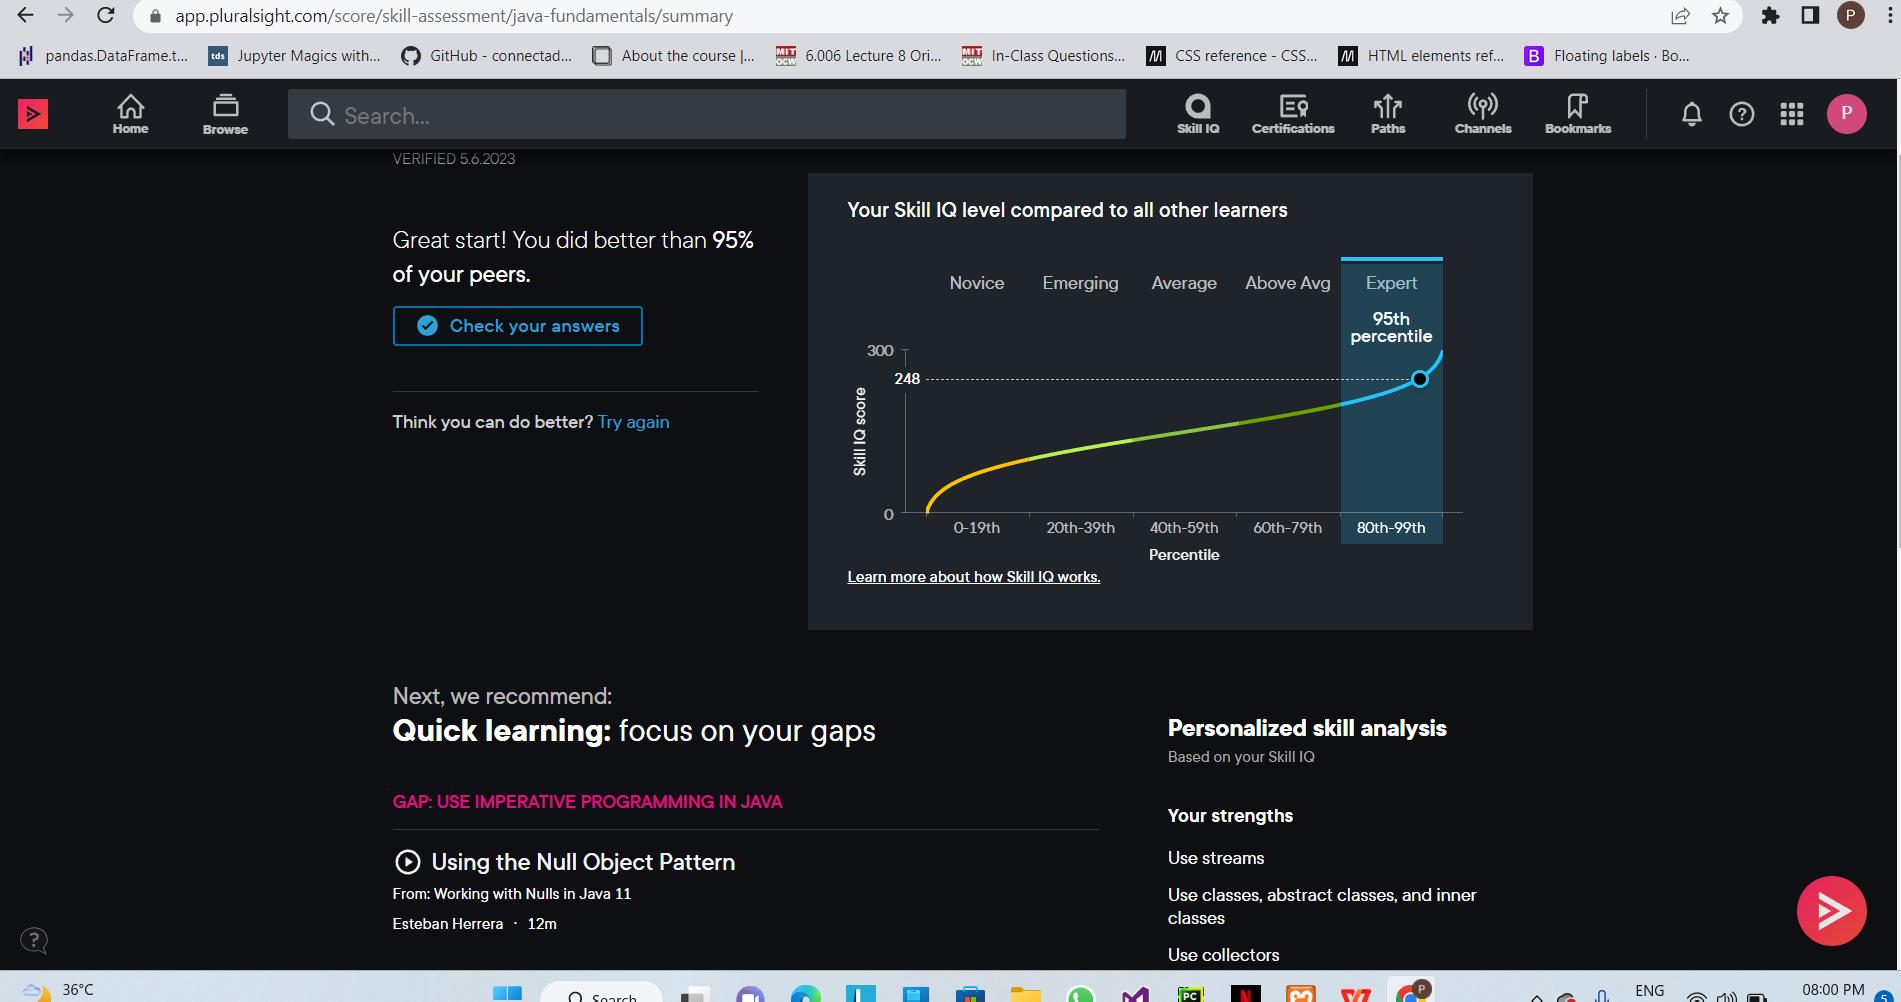 app.pluralsight.com/score/skill-assessment/java-fundamentals/summary
P
pandas.DataFrame.t...
tds
Jupyter Magics with...
GitHub - connectad...
About the course |...
MIT OCW
6.006 Lecture 8 Ori...
MIT OCW
In-Class Questions...
CSS reference - CSS...
HTML elements ref...
B
Floating labels · Bo...
Home
Browse
Search...
Skill IQ
Certifications
Paths
Channels
Bookmarks
P
VERIFIED 5.6.2023
Great start! You did better than 95%
of your peers.
Check your answers
Think you can do better? Try again
Your Skill IQ level compared to all other learners
Novice
Emerging
Average
Above Avg
Expert
95th
percentile
300
248
Skill IQ score
0
0-19th
20th-39th
40th-59th
60th-79th
80th-99th
Percentile
Learn more about how Skill IQ works.
Next, we recommend:
Quick learning: focus on your gaps
GAP: USE IMPERATIVE PROGRAMMING IN JAVA
Using the Null Object Pattern
From: Working with Nulls in Java 11
Esteban Herrera · 12m
Personalized skill analysis
Based on your Skill IQ
Your strengths
Use streams
Use classes, abstract classes, and inner
classes
Use collectors
36°C
Search
PC
P
ENG
08:00 PM
5